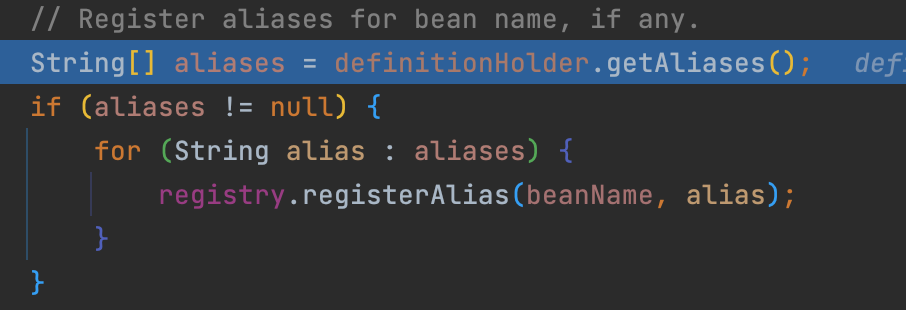 // Register aliases for bean name, if any.
String[] aliases = definitionHolder.getAliases();   defi
if (aliases != null) {
    for (String alias : aliases) {
        registry.registerAlias(beanName, alias);
    }
}